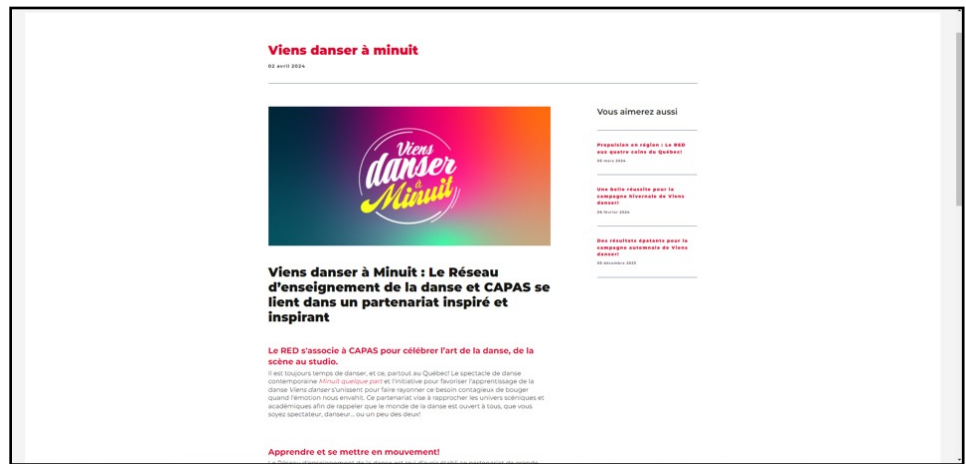 Viens danser à minuit
02 avril 2024
Viens
danser
à
Minuit
Viens danser à Minuit : Le Réseau
d'enseignement de la danse et CAPAS se
lient dans un partenariat inspiré et
inspirant
Le RED s'associe à CAPAS pour célébrer l'art de la danse, de la
scène au studio.
Il est toujours temps de danser, et ce, partout au Québec! Le spectacle de danse
contemporaine Minuit quelque part et l'initiative pour favoriser l'apprentissage de la
danse Viens danser s'unissent pour faire rayonner ce besoin contagieux de bouger
quand l'émotion nous envahit. Ce partenariat vise à rapprocher les univers scéniques et
académiques afin de rappeler que le monde de la danse est ouvert à tous, que vous
soyez spectateur, danseur... ou un peu des deux!
Apprendre et se mettre en mouvement!
Vous aimerez aussi
Propulsion en région : Le RED
aux quatre coins du Québec!
mars 2024
Une belle réussite pour la
campagne hivernale de Viens
danser!
février 2024
Des résultats épatants pour la
campagne automnale de Viens
danser!
décembre 2023